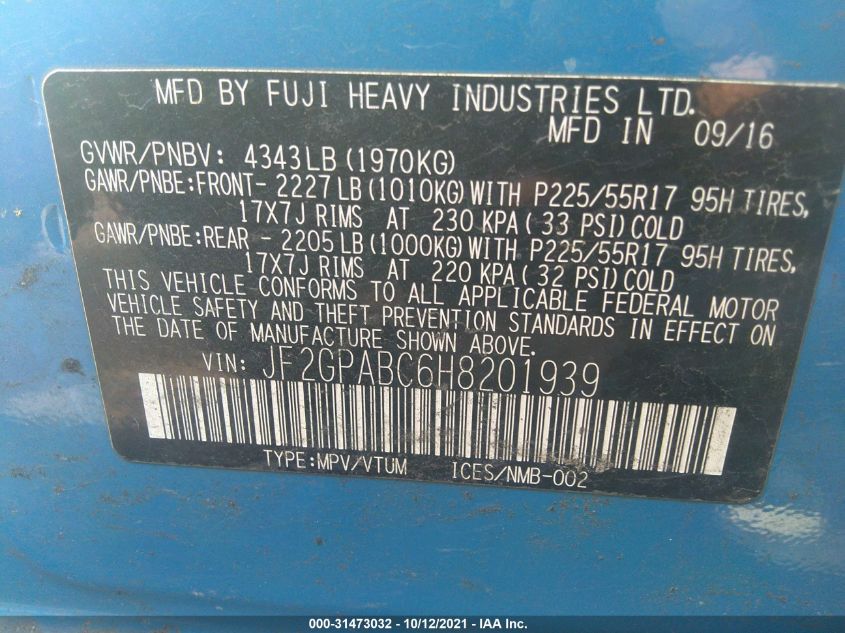 MFD BY FUJI HEAVY INDUSTRIES LTD.
MFD IN 09/16
GVWR/PNBV: 4343LB (1970KG)
GAWR/PNBE:FRONT- 2227 LB (1010KG) WITH P225/55R17 95H TIRES,
17X7J RIMS AT 230 KPA ( 33 PSI) COLD
GAWR/PNBE:REAR - 2205 LB (1000KG) WITH P225/55R17 95H TIRES,
17X7J RIMS AT 220 KPA ( 32 PSI) COLD
THIS VEHICLE CONFORMS TO ALL APPLICABLE FEDERAL MOTOR
VEHICLE SAFETY AND THEFT PREVENTION STANDARDS IN EFFECT ON
THE DATE OF MANUFACTURE SHOWN ABOVE.
VIN: JF2GPABC6H8201939
TYPE:MPV/VTUM ICES/NMB-002
000-31473032 - 10/12/2021 - IAA Inc.